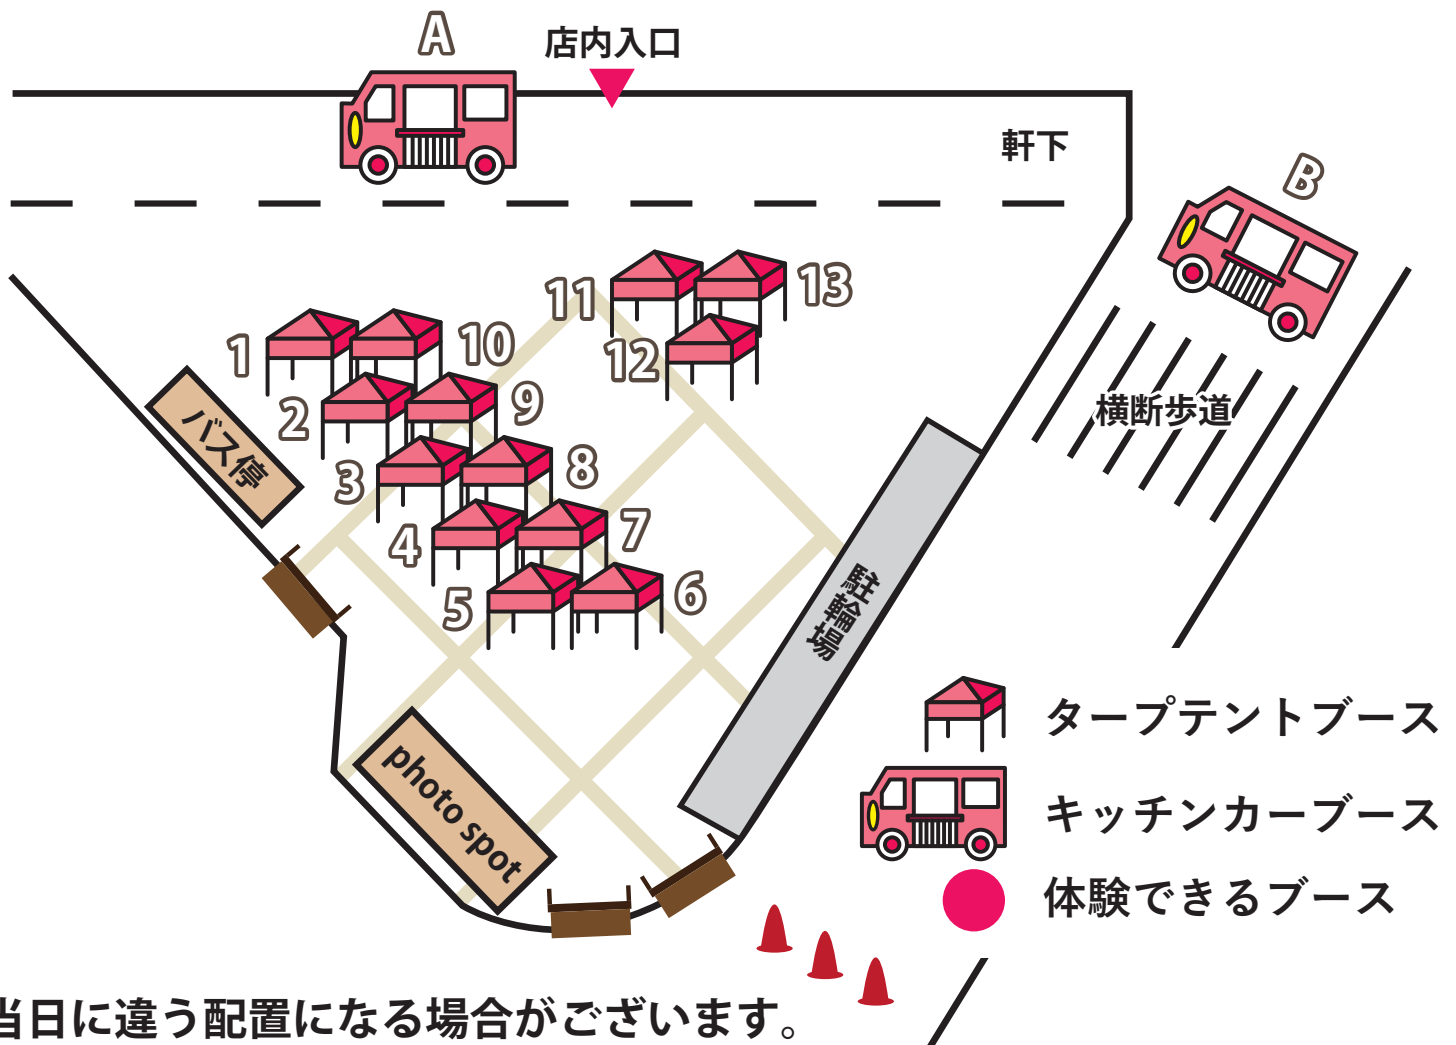 A
店内入口
軒下
B
11
13
1
10
12
2
9
横断歩道
バス停
3
8
4
7
5
6
駐輪場
photo spot
タープテントブース
キッチンカーブース
体験できるブース
当日に違う配置になる場合がございます。